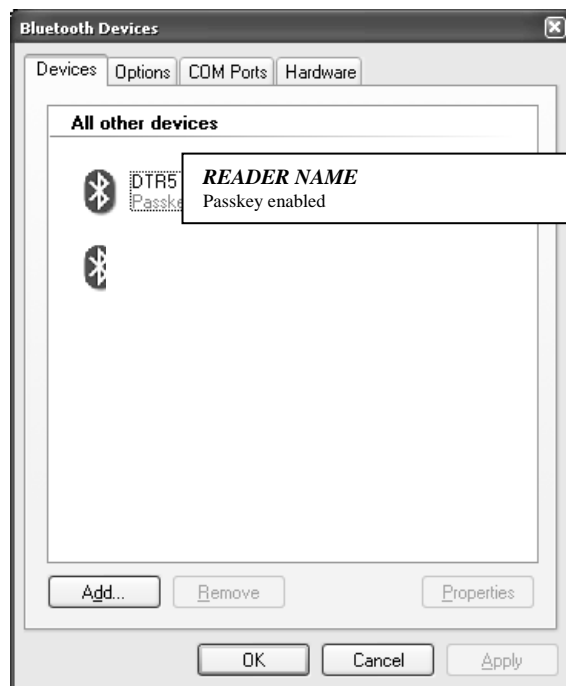 Bluetooth Devices
Devices Options COM Ports Hardware
All other devices
DTR5
READER NAME
Passkey enabled
Add... Remove Properties
OK Cancel Apply